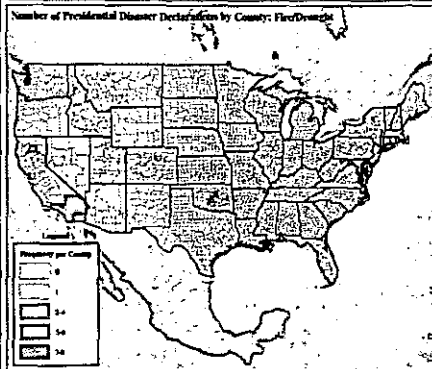 Number of Presidential Disaster Declarations by County: Fire/Drought
Legend
Frequency per County
0
1